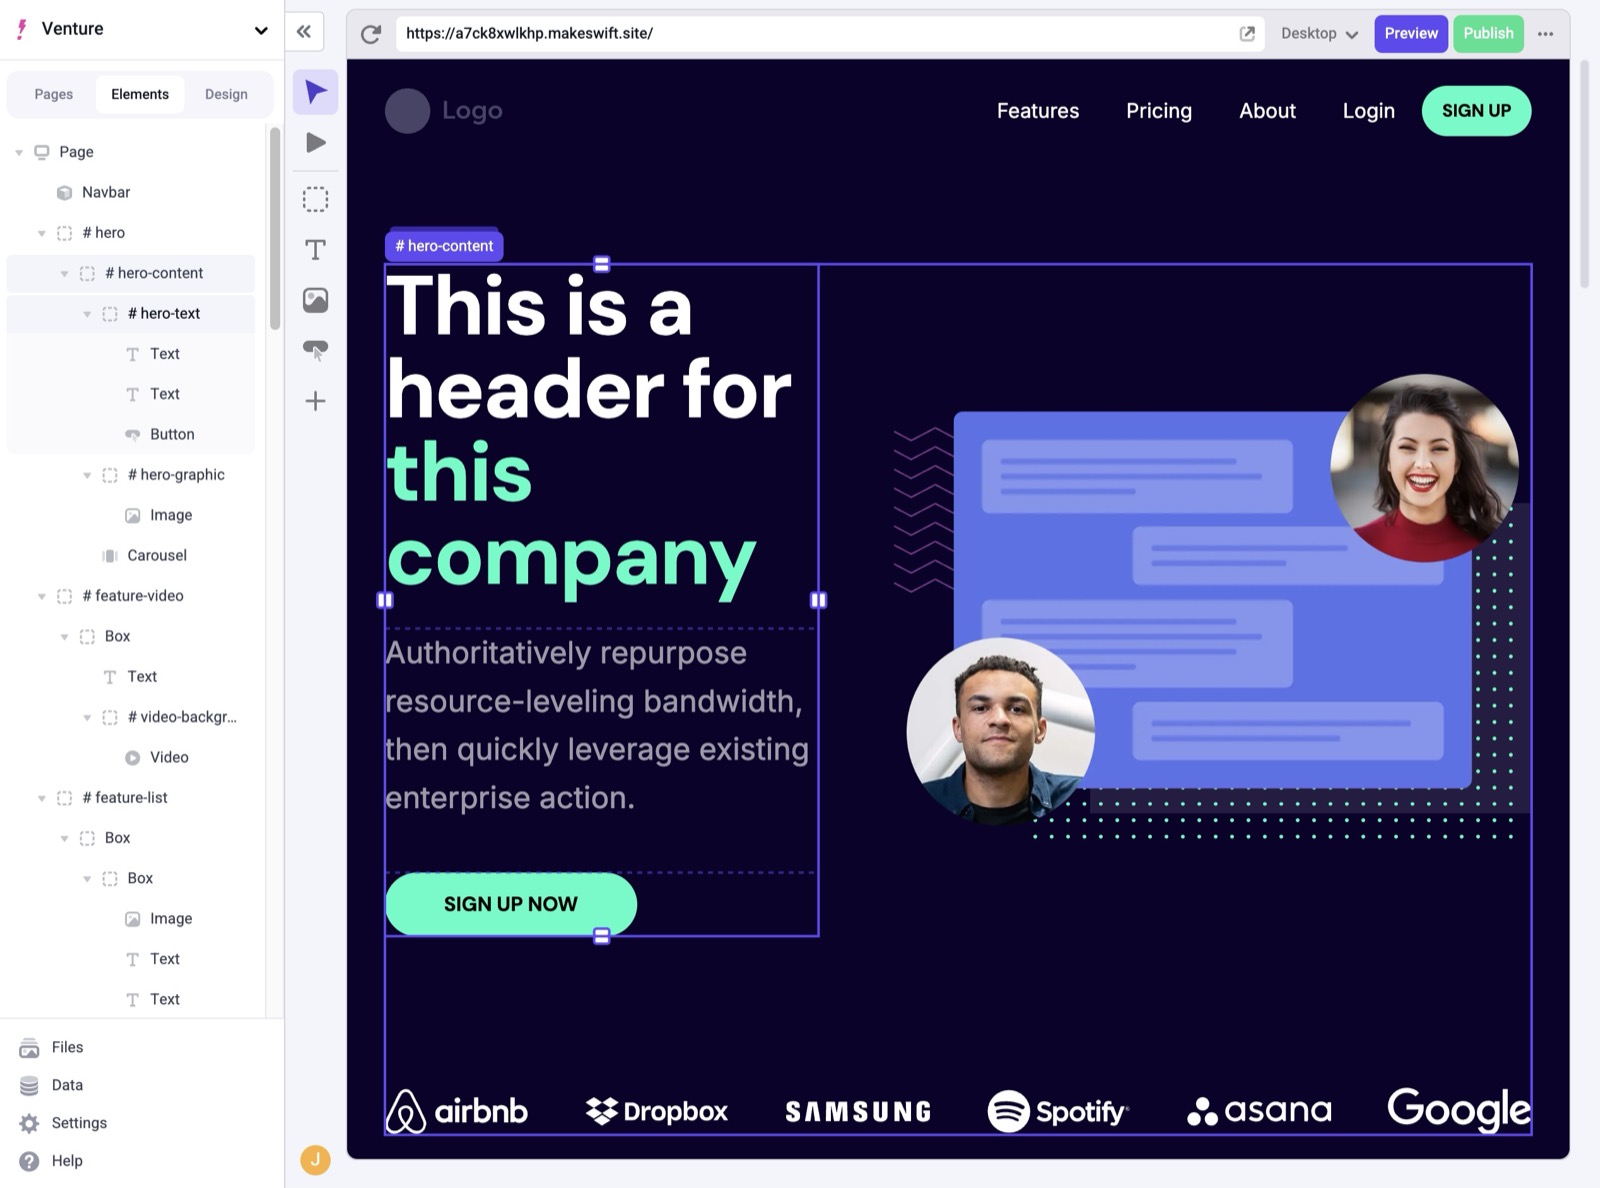 Venture
https://a7ck8xwlkhp.makeswift.site/
Desktop
Preview
Publish
Pages
Elements
Design
Page
Navbar
# hero
# hero-content
# hero-text
Text
Text
Button
# hero-graphic
Image
Carousel
# feature-video
Box
Text
# video-backgr...
Video
# feature-list
Box
Box
Image
Text
Text
Files
Data
Settings
Help
J
Logo
Features
Pricing
About
Login
SIGN UP
# hero-content
This is a
header for
this
company
Authoritatively repurpose
resource-leveling bandwidth,
then quickly leverage existing
enterprise action.
SIGN UP NOW
airbnb
Dropbox
SAMSUNG
Spotify
asana
Google